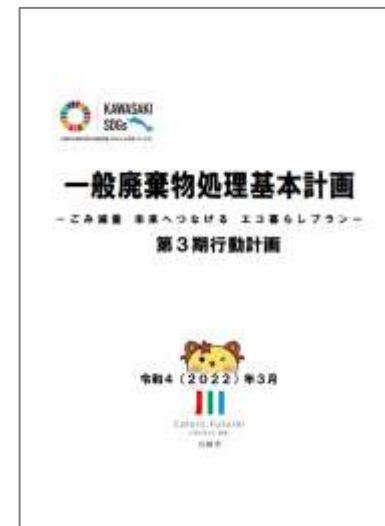 KAWASAKI
SDGs
一般廃棄物処理基本計画
－ごみ減量 未来へつなげる エコ暮らしプラン－
第３期行動計画
令和４（２０２２）年３月
Colors, Future!
川崎市